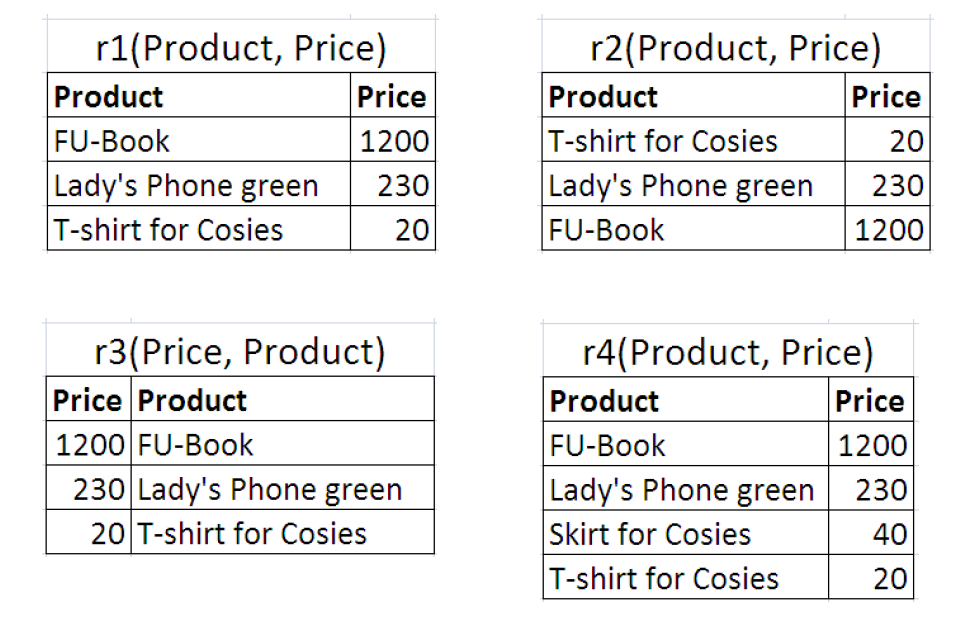 r1(Product, Price)
Product Price
FU-Book 1200
Lady's Phone green 230
T-shirt for Cosies 20
r2(Product, Price)
Product Price
T-shirt for Cosies 20
Lady's Phone green 230
FU-Book 1200
r3(Price, Product)
Price Product
1200 FU-Book
230 Lady's Phone green
20 T-shirt for Cosies
r4(Product, Price)
Product Price
FU-Book 1200
Lady's Phone green 230
Skirt for Cosies 40
T-shirt for Cosies 20